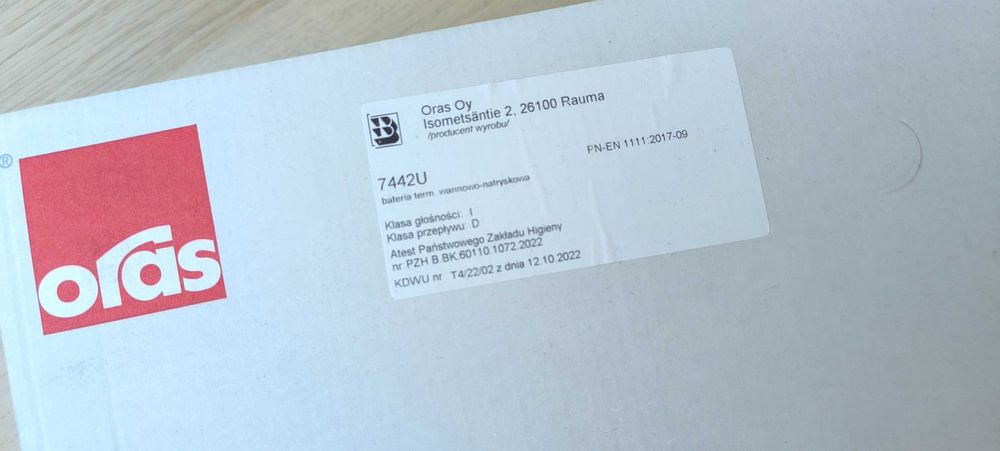 ®
oras
Oras Oy
Isometsäntie 2, 26100 Rauma
/producent wyrobu/
PN-EN 1111:2017-09
7442U
bateria term. wannowo-natryskowa
Klasa głośności: I
Klasa przepływu: D
Atest Państwowego Zakładu Higieny
nr PZH B.BK.60110.1072.2022
KDWU nr T4/22/02 z dnia 12.10.2022